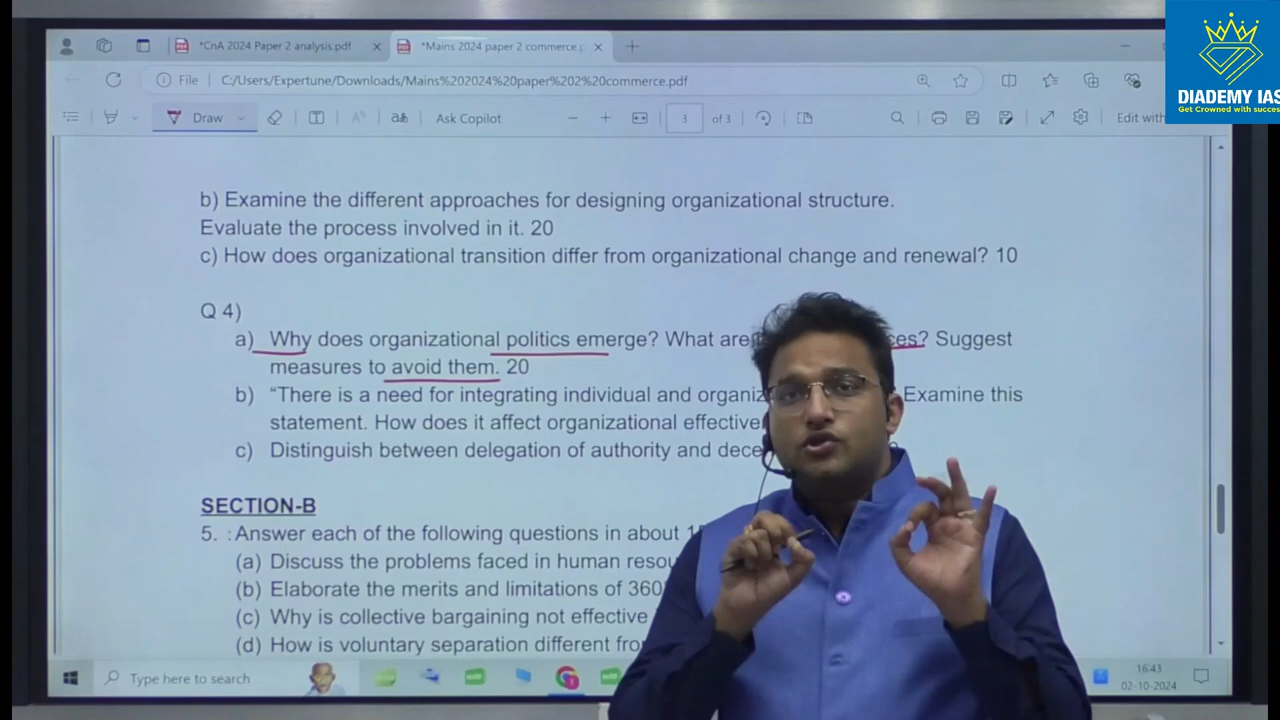 *CnA 2024 Paper 2 analysis.pdf
*Mains 2024 paper 2 commerce.p
DIADEMY IAS
Get Crowned with success
File C:/Users/Expertune/Downloads/Mains%202024%20paper%202%20commerce.pdf
Draw Ask Copilot 3 of 3 Edit with
b) Examine the different approaches for designing organizational structure.
Evaluate the process involved in it. 20
c) How does organizational transition differ from organizational change and renewal? 10
Q 4)
a) Why does organizational politics emerge? What are ces? Suggest
measures to avoid them. 20
b) “There is a need for integrating individual and organiz Examine this
statement. How does it affect organizational effective
c) Distinguish between delegation of authority and dece
SECTION-B
5. : Answer each of the following questions in about 1
(a) Discuss the problems faced in human resou
(b) Elaborate the merits and limitations of 360
(c) Why is collective bargaining not effective
(d) How is voluntary separation different fro
Type here to search
16:43
02-10-2024